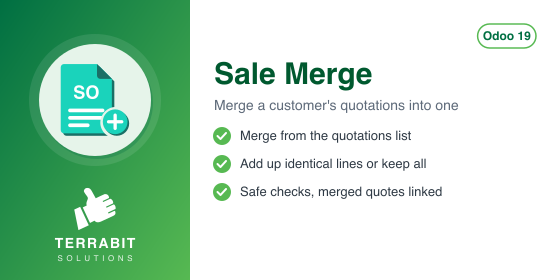 Odoo 19
SO
Sale Merge
Merge a customer's quotations into one
Merge from the quotations list
Add up identical lines or keep all
Safe checks, merged quotes linked
TERRABIT
SOLUTIONS